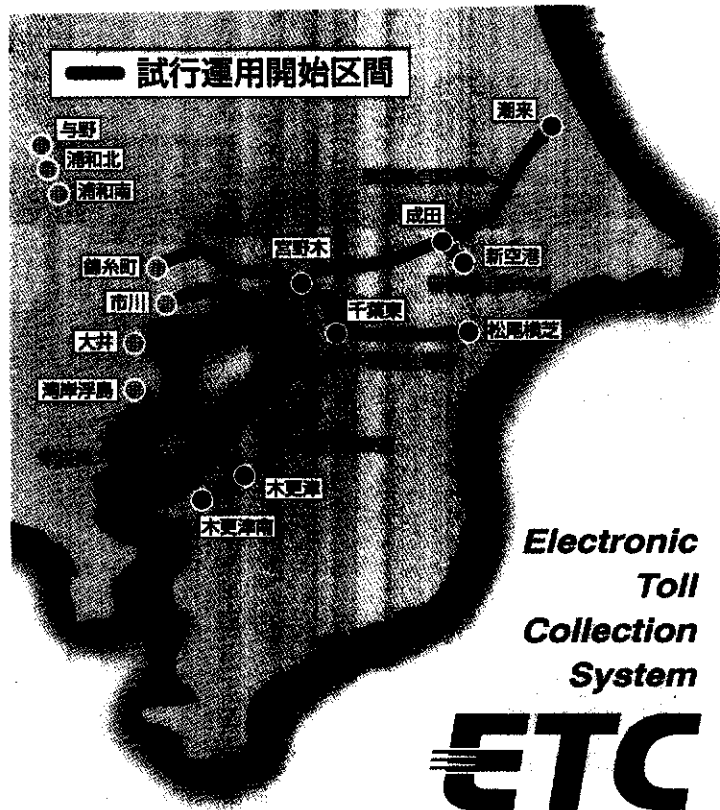 試行運用開始区間
潮来
与野
浦和北
浦和南
成田
宮野木
新空港
錦糸町
市川
千葉東
大井
松尾横芝
湾岸浮島
木更津
木更津南
Electronic
Toll
Collection
System
ETC